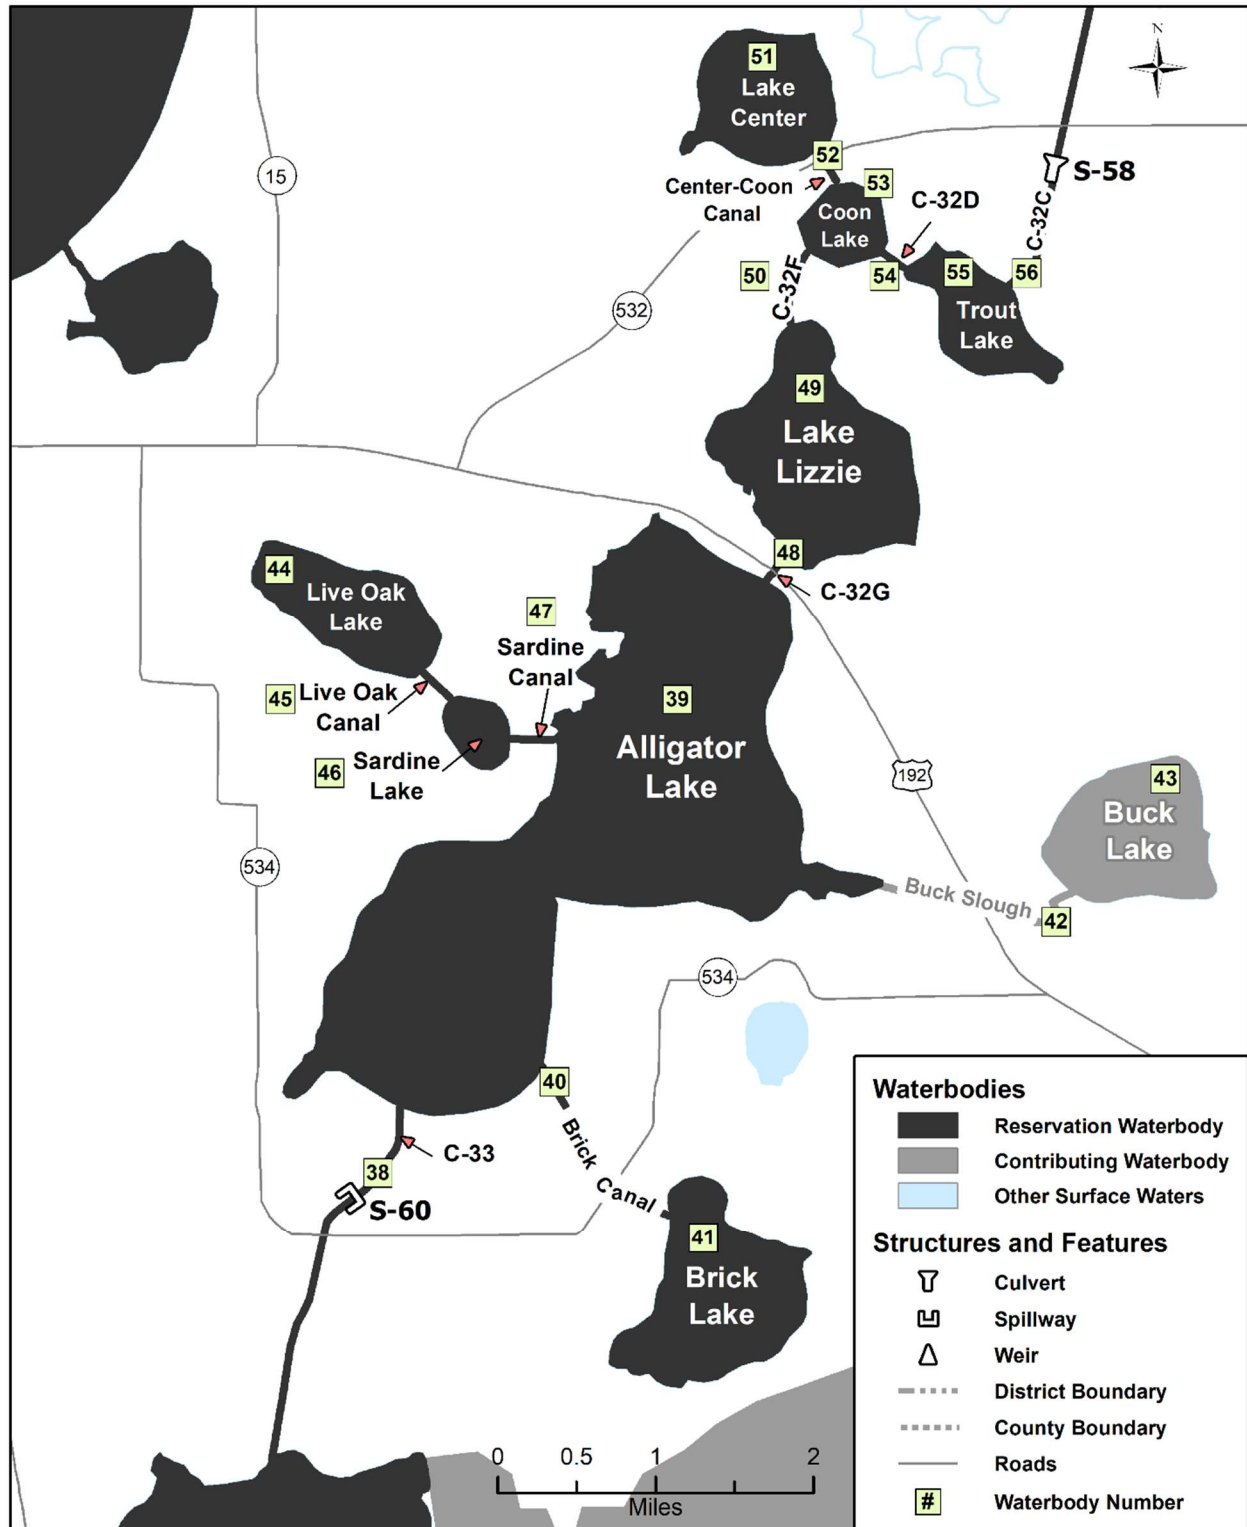 N
51
Lake
Center
52
S-58
15
Center-Coon
Canal
53
C-32D
C-32C
Coon
Lake
50
C-32F
54
55
56
532
Trout
Lake
49
Lake
Lizzie
48
C-32G
44
Live Oak
Lake
47
Sardine
Canal
45
Live Oak
Canal
39
Alligator
Lake
46
Sardine
Lake
192
43
Buck
Lake
534
Buck Slough
42
534
40
Brick Canal
C-33
38
S-60
41
Brick
Lake
0 0.5 1 2
Miles
Waterbodies
Reservation Waterbody
Contributing Waterbody
Other Surface Waters
Structures and Features
Culvert
Spillway
Weir
District Boundary
County Boundary
Roads
# Waterbody Number